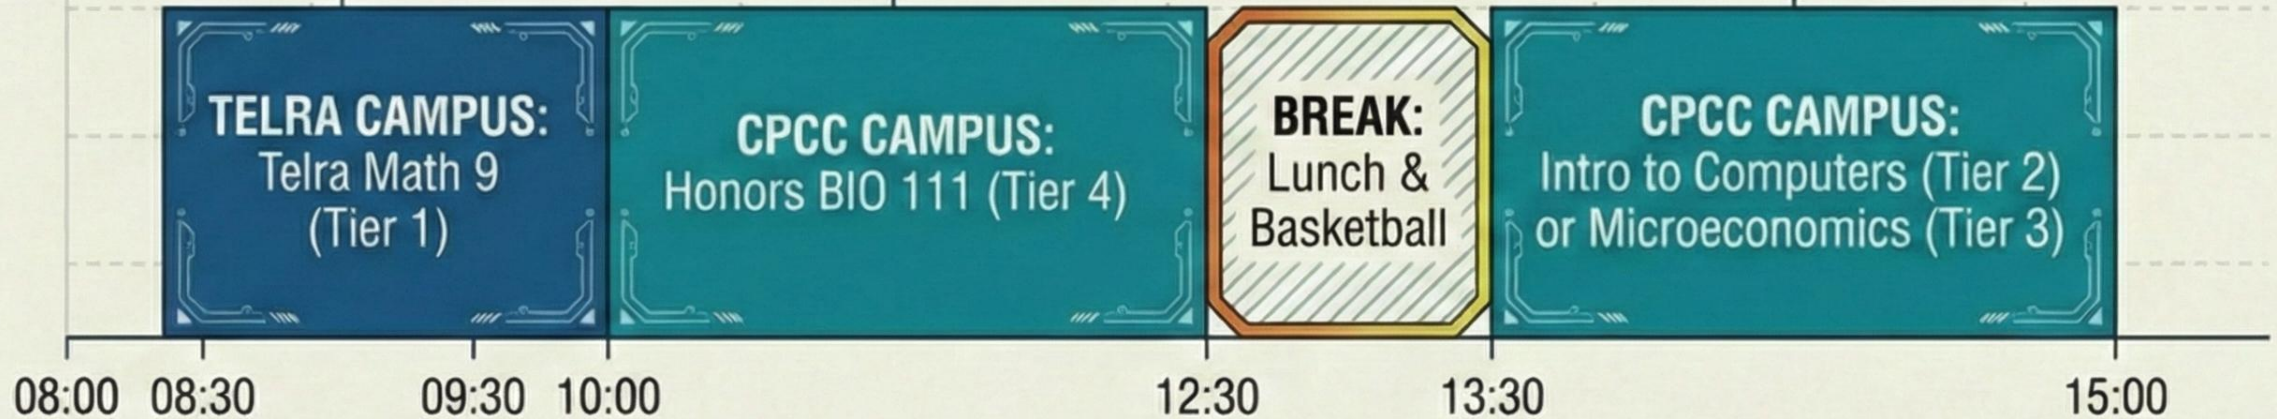 TELRA CAMPUS:
Telra Math 9
(Tier 1)
CPCC CAMPUS:
Honors BIO 111 (Tier 4)
BREAK:
Lunch &
Basketball
CPCC CAMPUS:
Intro to Computers (Tier 2)
or Microeconomics (Tier 3)
08:00 08:30 09:30 10:00 12:30 13:30 15:00